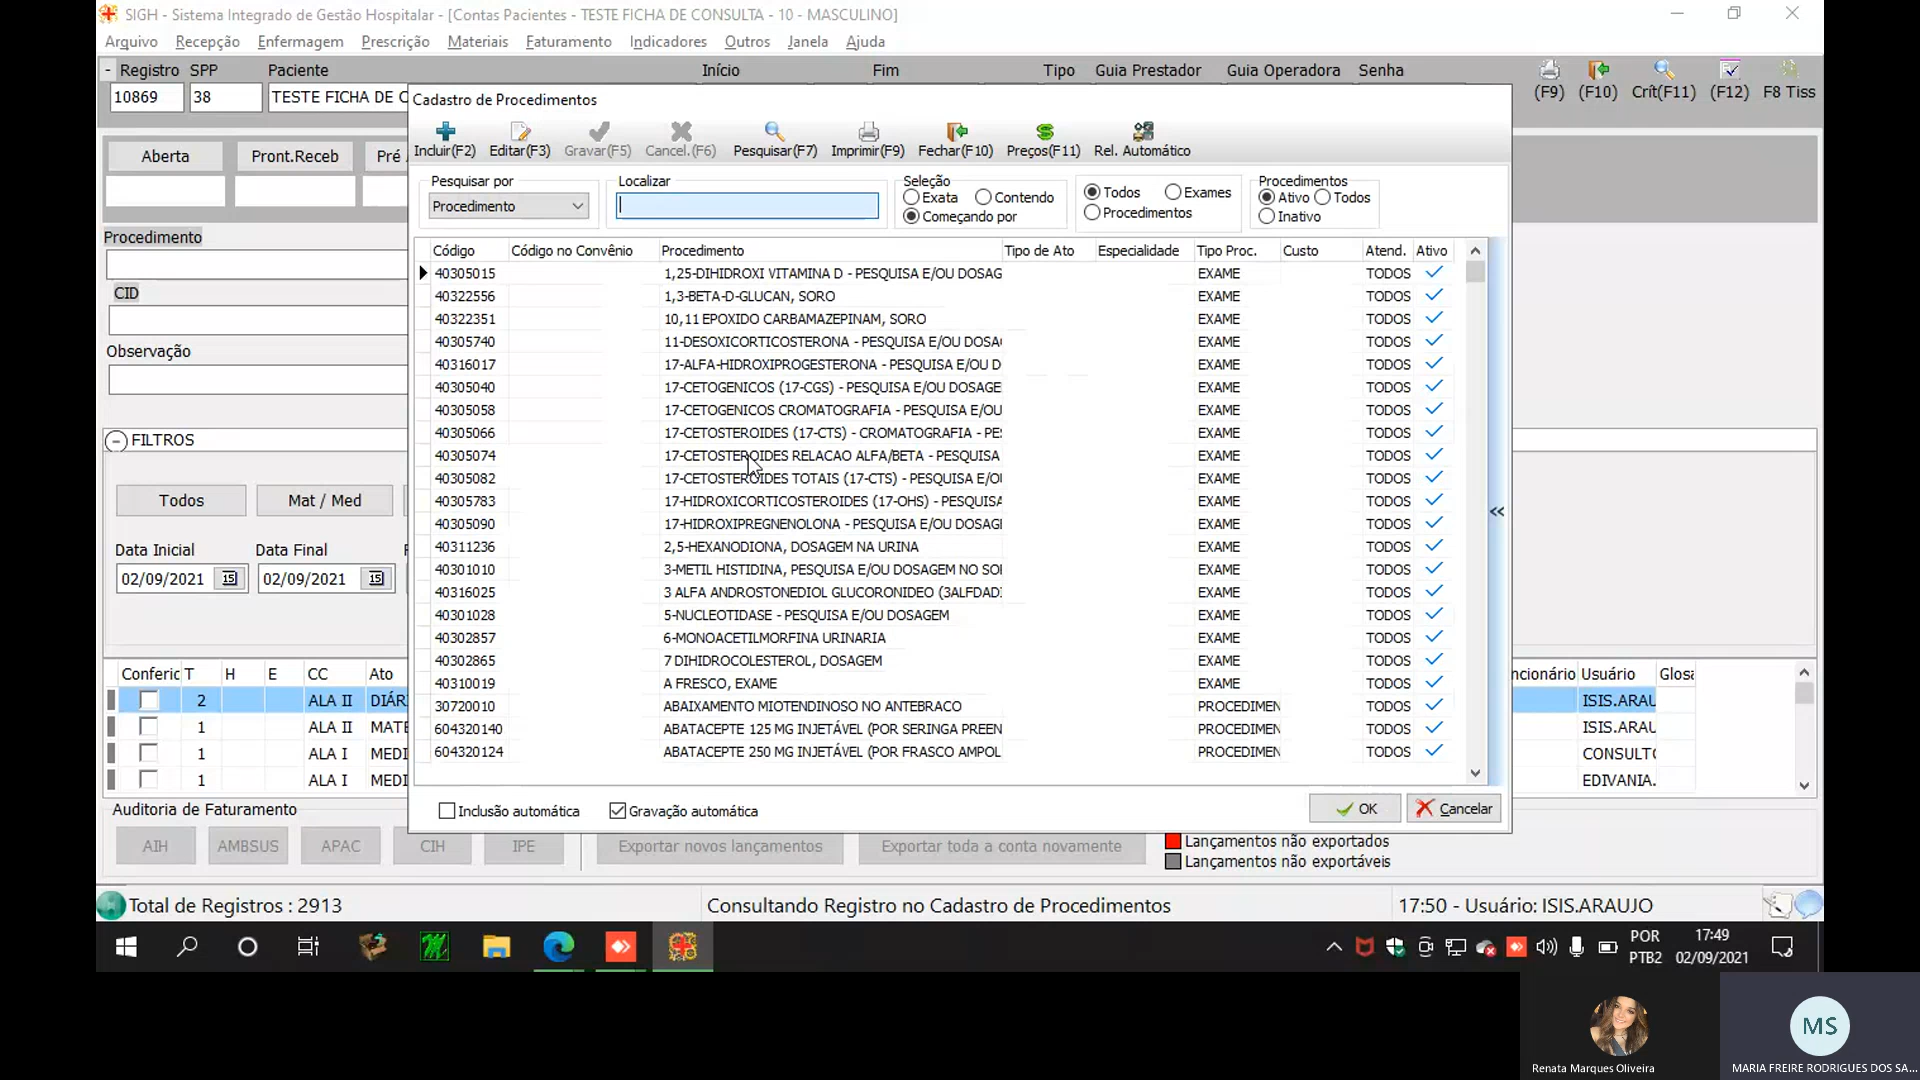 SIGH - Sistema Integrado de Gestão Hospitalar - [Contas Pacientes - TESTE FICHA DE CONSULTA - 10 - MASCULINO]
Arquivo Recepção Enfermagem Prescrição Materiais Faturamento Indicadores Outros Janela Ajuda
- Registro SPP Paciente Início Fim Tipo Guia Prestador Guia Operadora Senha
10869 38 TESTE FICHA DE C
(F9) (F10) Crít(F11) (F12) F8 Tiss
Aberta Pront.Receb Pré
Procedimento
CID
Observação
FILTROS
Todos Mat / Med
Data Inicial Data Final
02/09/2021 15 02/09/2021 15
Cadastro de Procedimentos
Incluir(F2) Editar(F3) Gravar(F5) Cancel.(F6) Pesquisar(F7) Imprimir(F9) Fechar(F10) Preços(F11) Rel. Automático
Pesquisar por Localizar Seleção Procedimentos
Procedimento
Exata Contendo
Começando por
Todos Exames
Procedimentos
Ativo Todos
Inativo
Código Código no Convênio Procedimento Tipo de Ato Especialidade Tipo Proc. Custo Atend. Ativo
40305015 1,25-DIHIDROXI VITAMINA D - PESQUISA E/OU DOSAG EXAME TODOS
40322556 1,3-BETA-D-GLUCAN, SORO EXAME TODOS
40322351 10,11 EPOXIDO CARBAMAZEPINAM, SORO EXAME TODOS
40305740 11-DESOXICORTICOSTERONA - PESQUISA E/OU DOSA EXAME TODOS
40316017 17-ALFA-HIDROXIPROGESTERONA - PESQUISA E/OU D EXAME TODOS
40305040 17-CETOGENICOS (17-CGS) - PESQUISA E/OU DOSAGE EXAME TODOS
40305058 17-CETOGENICOS CROMATOGRAFIA - PESQUISA E/OU EXAME TODOS
40305066 17-CETOSTEROIDES (17-CTS) - CROMATOGRAFIA - PE EXAME TODOS
40305074 17-CETOSTEROIDES RELACAO ALFA/BETA - PESQUISA EXAME TODOS
40305082 17-CETOSTEROIDES TOTAIS (17-CTS) - PESQUISA E/O EXAME TODOS
40305783 17-HIDROXICORTICOSTEROIDES (17-OHS) - PESQUISA EXAME TODOS
40305090 17-HIDROXIPREGNENOLONA - PESQUISA E/OU DOSAG EXAME TODOS
40311236 2,5-HEXANODIONA, DOSAGEM NA URINA EXAME TODOS
40301010 3-METIL HISTIDINA, PESQUISA E/OU DOSAGEM NO SO EXAME TODOS
40316025 3 ALFA ANDROSTONEDIOL GLUCORONIDEO (3ALFDAD EXAME TODOS
40301028 5-NUCLEOTIDASE - PESQUISA E/OU DOSAGEM EXAME TODOS
40302857 6-MONOACETILMORFINA URINARIA EXAME TODOS
40302865 7 DIHIDROCOLESTEROL, DOSAGEM EXAME TODOS
40310019 A FRESCO, EXAME EXAME TODOS
30720010 ABAIXAMENTO MIOTENDINOSO NO ANTEBRACO PROCEDIMEN TODOS
604320140 ABATACEPTE 125 MG INJETÁVEL (POR SERINGA PREEN PROCEDIMEN TODOS
604320124 ABATACEPTE 250 MG INJETÁVEL (POR FRASCO AMPOL PROCEDIMEN TODOS
<<
Inclusão automática Gravação automática OK Cancelar
Conferic T H E CC Ato ncionário Usuário Glosa
2 ALA II DIÁR ISIS.ARAU
1 ALA II MATE ISIS.ARAU
1 ALA I MEDI CONSULT
1 ALA I MEDI EDIVANIA.
Auditoria de Faturamento
AIH AMBSUS APAC CIH IPE Exportar novos lançamentos Exportar toda a conta novamente
Lançamentos não exportados
Lançamentos não exportáveis
Total de Registros : 2913 Consultando Registro no Cadastro de Procedimentos 17:50 - Usuário: ISIS.ARAUJO
POR
PTB2
17:49
02/09/2021
MS
Renata Marques Oliveira
MARIA FREIRE RODRIGUES DOS SA...